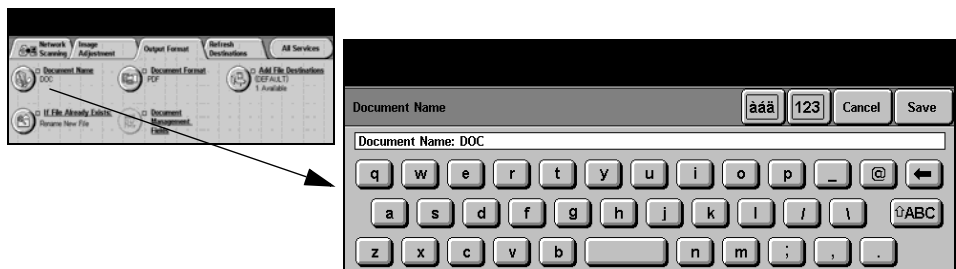 Network Scanning
Image Adjustment
Output Format
Refresh Destinations
All Services
Document Name
DOC
Document Format
PDF
Add File Destinations
(DEFAULT)
1 Available
If File Already Exists:
Rename New File
Document Management Fields
Document Name
àáä
123
Cancel
Save
Document Name: DOC
q w e r t y u i o p _ @ ←
a s d f g h j k l / \ ⇧ABC
z x c v b n m ; , .